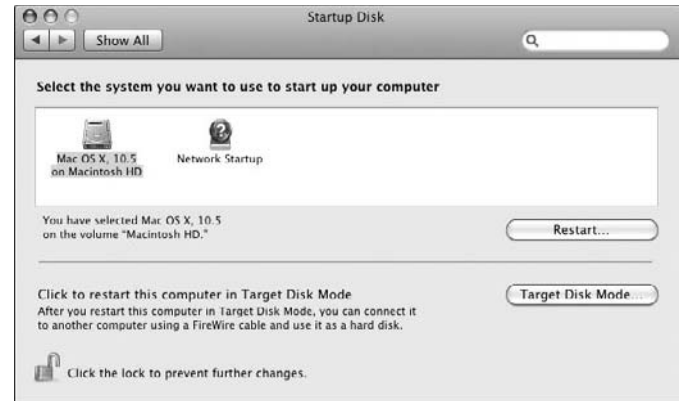 Startup Disk
Show All
Select the system you want to use to start up your computer
Mac OS X, 10.5
on Macintosh HD
Network Startup
You have selected Mac OS X, 10.5
on the volume "Macintosh HD."
Restart...
Click to restart this computer in Target Disk Mode
Target Disk Mode...
After you restart this computer in Target Disk Mode, you can connect it
to another computer using a FireWire cable and use it as a hard disk.
Click the lock to prevent further changes.